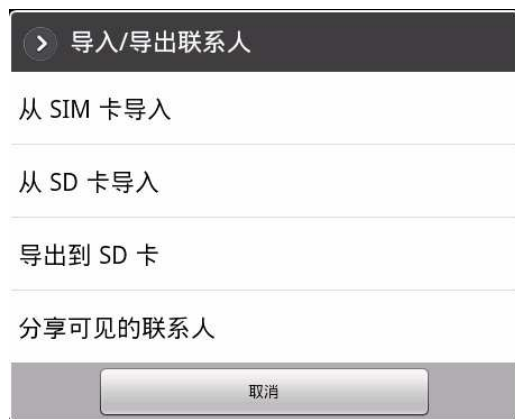 导入/导出联系人
从 SIM 卡导入
从 SD 卡导入
导出到 SD 卡
分享可见的联系人
取消